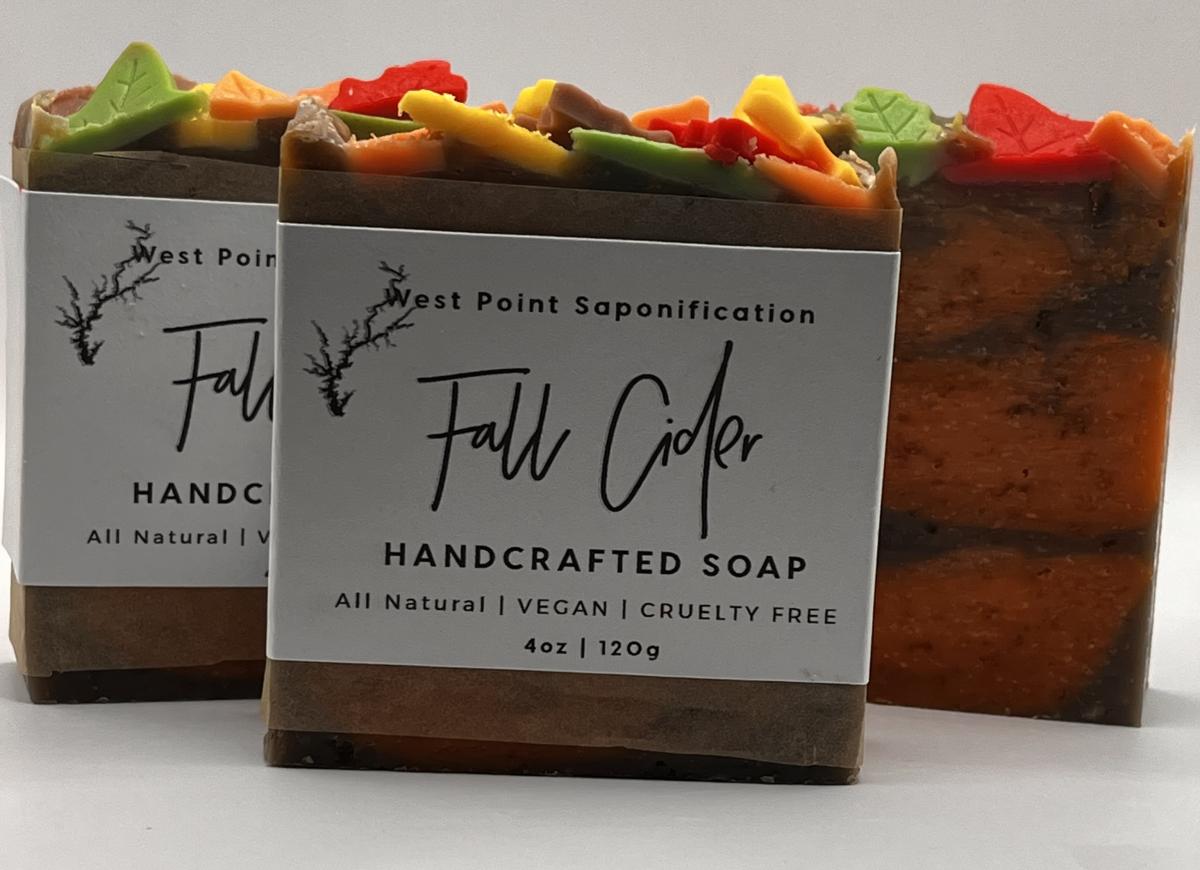 West Poin
Fall
HANDC
All Natural | V
West Point Saponification
Fall Cider
HANDCRAFTED SOAP
All Natural | VEGAN | CRUELTY FREE
4oz | 120g